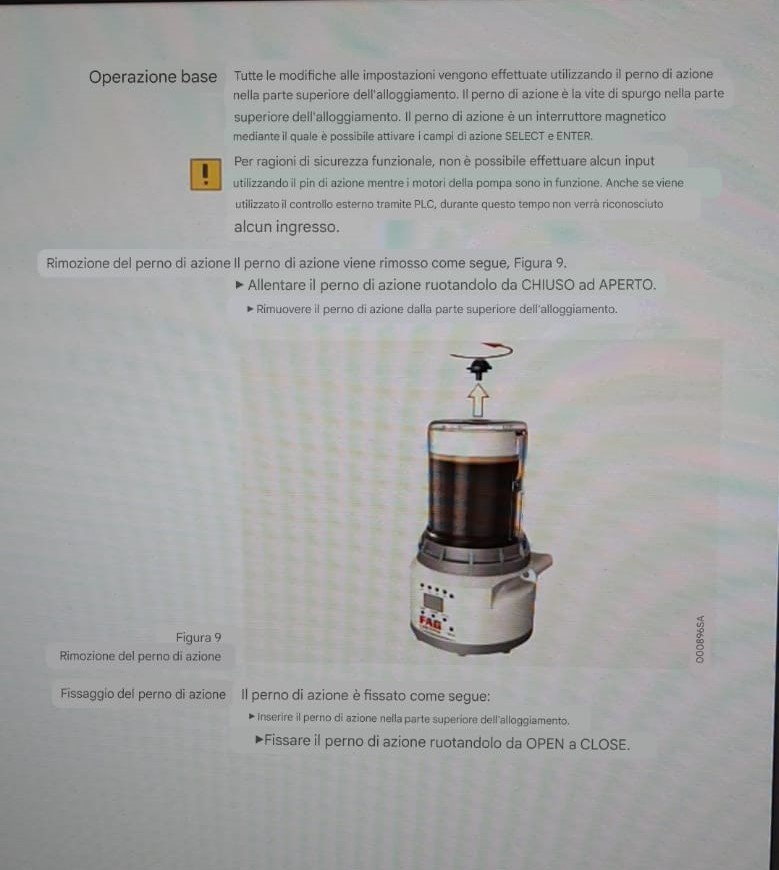 Operazione base
Tutte le modifiche alle impostazioni vengono effettuate utilizzando il perno di azione
nella parte superiore dell'alloggiamento. Il perno di azione è la vite di spurgo nella parte
superiore dell'alloggiamento. Il perno di azione è un interruttore magnetico
mediante il quale è possibile attivare i campi di azione SELECT e ENTER.
Per ragioni di sicurezza funzionale, non è possibile effettuare alcun input
utilizzando il pin di azione mentre i motori della pompa sono in funzione. Anche se viene
utilizzato il controllo esterno tramite PLC, durante questo tempo non verrà riconosciuto
alcun ingresso.
Rimozione del perno di azione Il perno di azione viene rimosso come segue, Figura 9.
▶ Allentare il perno di azione ruotandolo da CHIUSO ad APERTO.
▶ Rimuovere il perno di azione dalla parte superiore dell'alloggiamento.
FAG
000896SA
Figura 9
Rimozione del perno di azione
Fissaggio del perno di azione
Il perno di azione è fissato come segue:
▶ Inserire il perno di azione nella parte superiore dell'alloggiamento.
▶Fissare il perno di azione ruotandolo da OPEN a CLOSE.